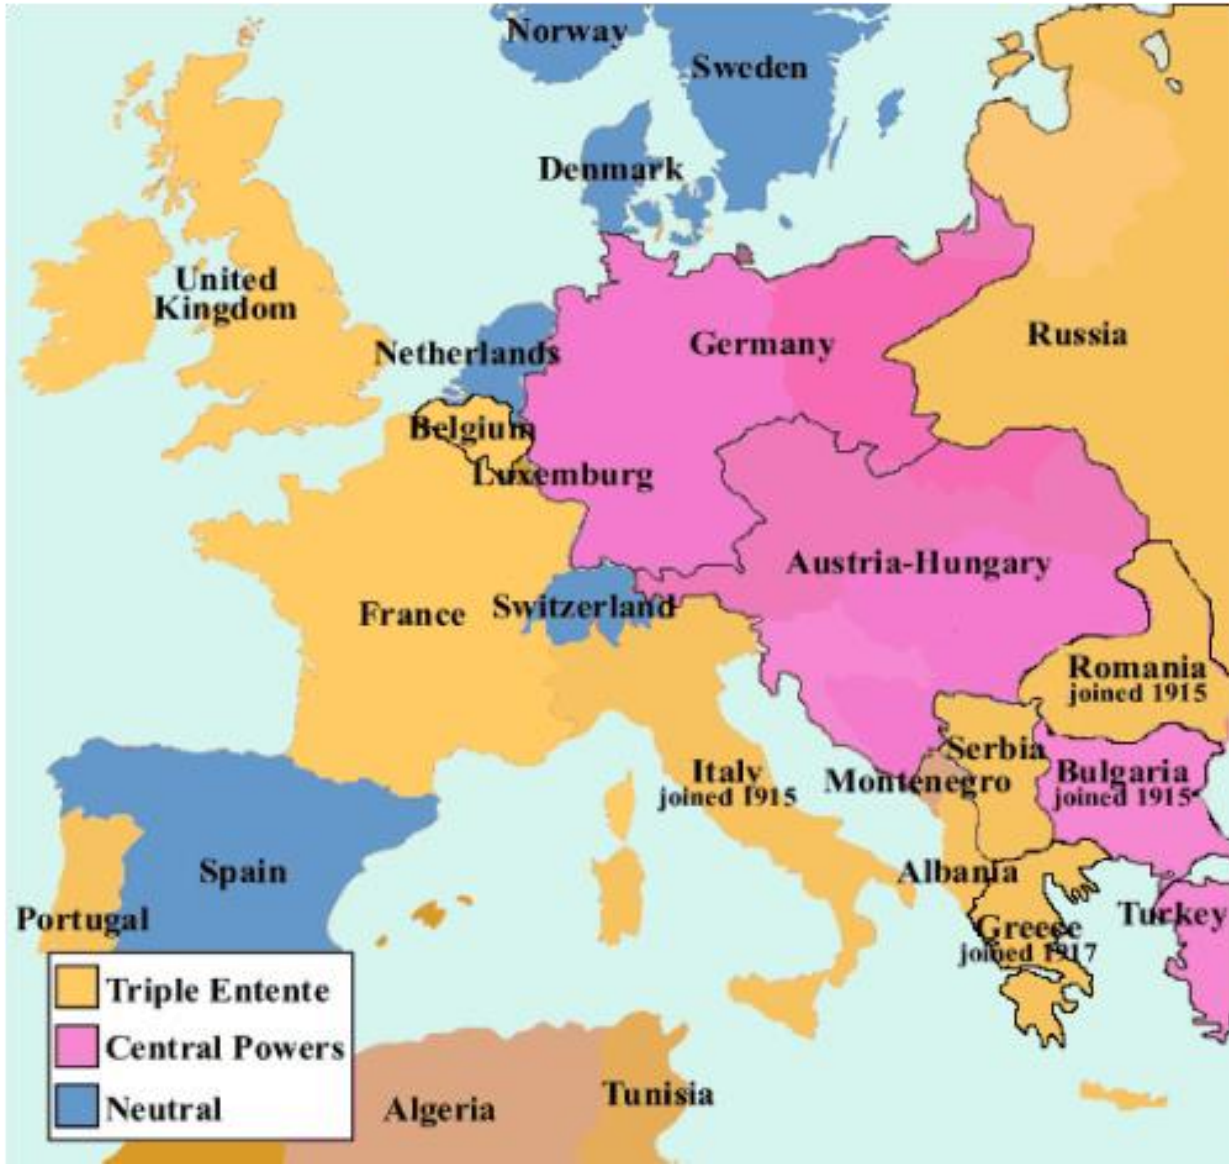 Norway
Sweden
Denmark
United
Kingdom
Netherlands
Germany
Russia
Belgium
Luxemburg
Austria-Hungary
France
Switzerland
Romania
joined 1915
Serbia
Italy
joined 1915
Montenegro
Bulgaria
joined 1915
Spain
Albania
Portugal
Greece
joined 1917
Turkey
Triple Entente
Central Powers
Neutral
Algeria
Tunisia